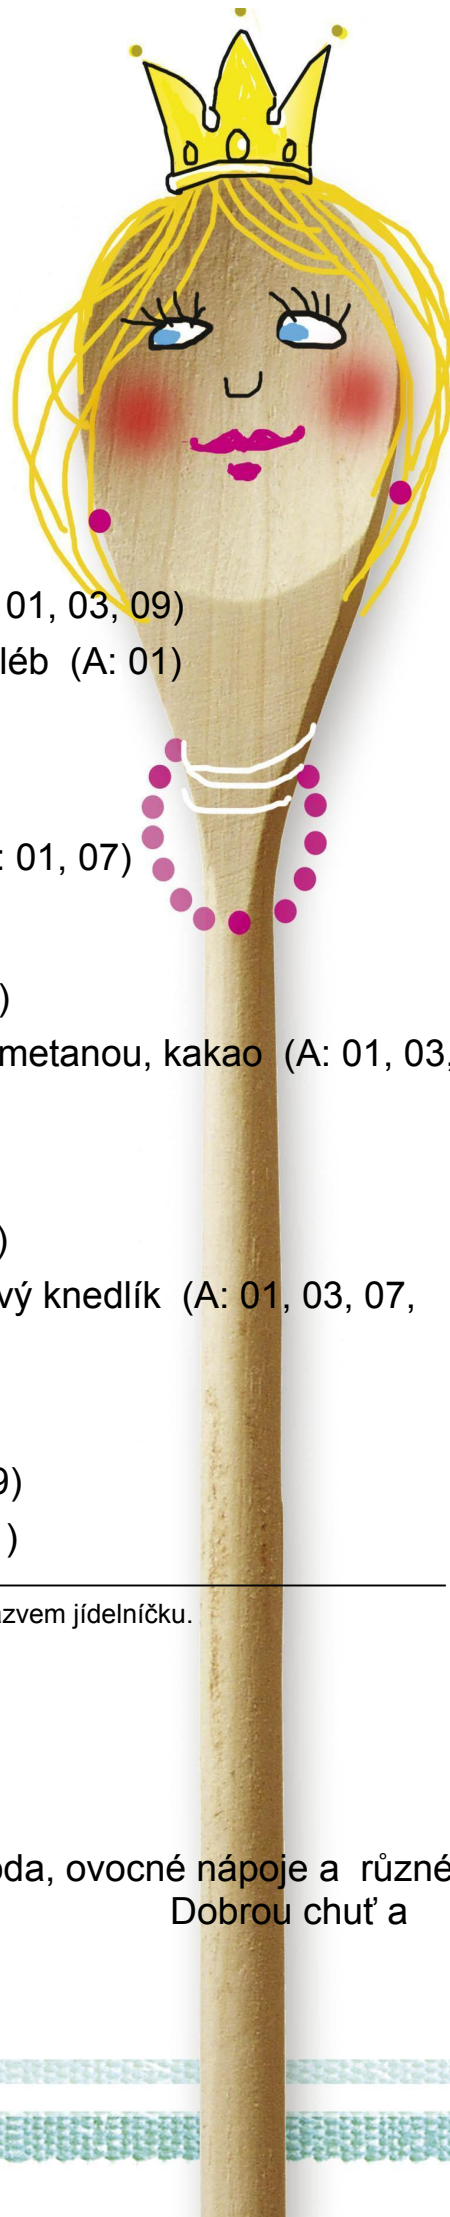 01, 03, 09)
léb (A: 01)
: 01, 07)
)
metanou, kakao (A: 01, 03,
)
vý knedlík (A: 01, 03, 07,
9)
)
azvem jídelníčku.
oda, ovocné nápoje a různé
Dobrou chuť a